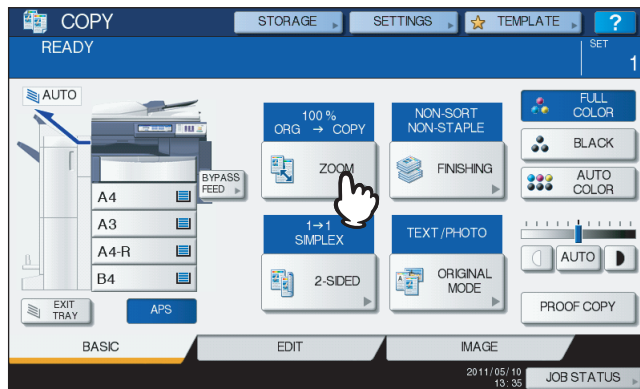 COPY
STORAGE
SETTINGS
TEMPLATE
?
READY
SET
1
AUTO
BYPASS
FEED
A4
A3
A4-R
B4
EXIT
TRAY
APS
100 %
ORG → COPY
ZOOM
NON-SORT
NON-STAPLE
FINISHING
1→1
SIMPLEX
2-SIDED
TEXT/PHOTO
ORIGINAL
MODE
FULL
COLOR
BLACK
AUTO
COLOR
AUTO
PROOF COPY
BASIC
EDIT
IMAGE
2011/05/10
13:35
JOB STATUS